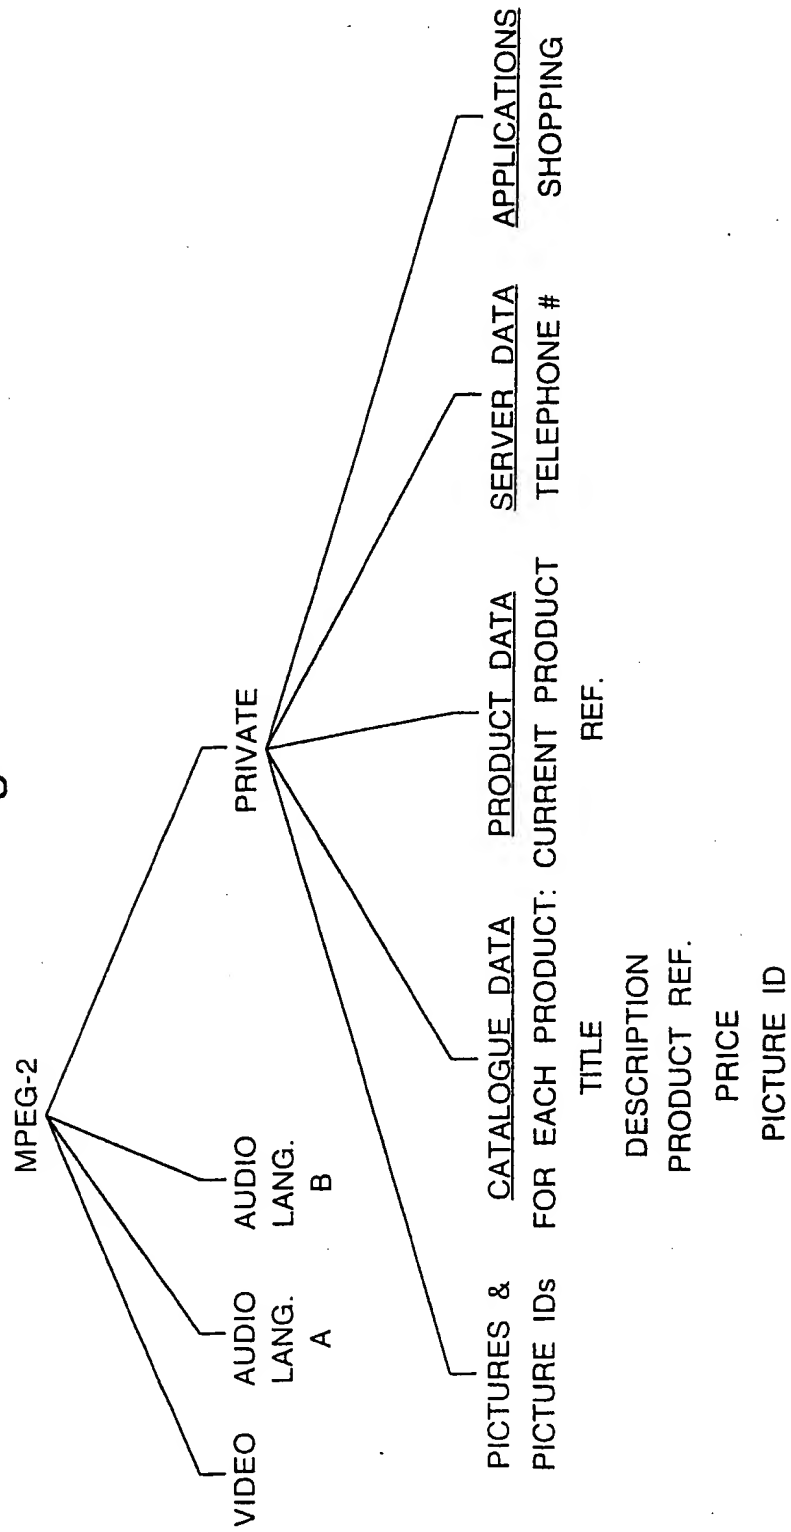 MPEG-2
VIDEO
AUDIO
LANG.
A
AUDIO
LANG.
B
PRIVATE
PICTURES &
PICTURE IDs
CATALOGUE DATA
FOR EACH PRODUCT:
TITLE
DESCRIPTION
PRODUCT REF.
PRICE
PICTURE ID
PRODUCT DATA
CURRENT PRODUCT
REF.
SERVER DATA
TELEPHONE #
APPLICATIONS
SHOPPING